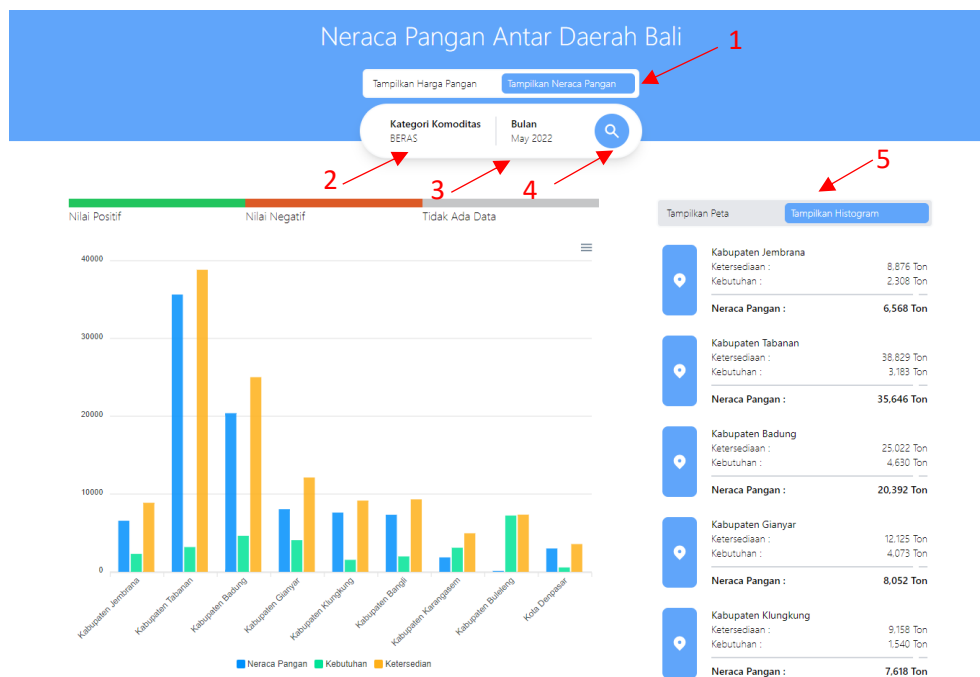 Neraca Pangan Antar Daerah Bali
1
Tampilkan Harga Pangan Tampilkan Neraca Pangan
Kategori Komoditas Bulan
BERAS May 2022
2 3 4 5
Nilai Positif Nilai Negatif Tidak Ada Data
Tampilkan Peta Tampilkan Histogram
40000
30000
20000
10000
0
Kabupaten Jembrana
Kabupaten Tabanan
Kabupaten Badung
Kabupaten Gianyar
Kabupaten Klungkung
Kabupaten Bangli
Kabupaten Karangasem
Kabupaten Buleleng
Kota Denpasar
Neraca Pangan Kebutuhan Ketersedian
Kabupaten Jembrana
Ketersediaan : 8.876 Ton
Kebutuhan : 2.308 Ton
Neraca Pangan : 6,568 Ton
Kabupaten Tabanan
Ketersediaan : 38.829 Ton
Kebutuhan : 3.183 Ton
Neraca Pangan : 35,646 Ton
Kabupaten Badung
Ketersediaan : 25.022 Ton
Kebutuhan : 4.630 Ton
Neraca Pangan : 20,392 Ton
Kabupaten Gianyar
Ketersediaan : 12.125 Ton
Kebutuhan : 4.073 Ton
Neraca Pangan : 8,052 Ton
Kabupaten Klungkung
Ketersediaan : 9.158 Ton
Kebutuhan : 1.540 Ton
Neraca Pangan : 7,618 Ton